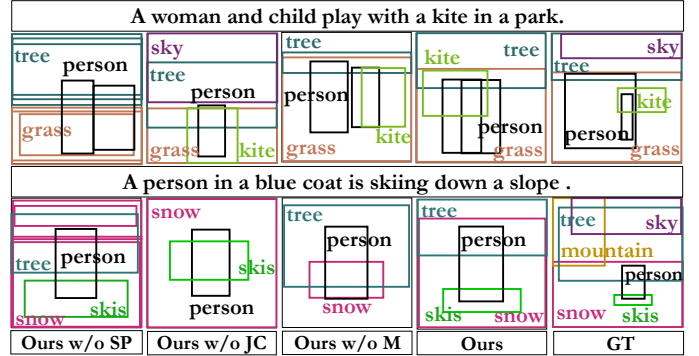 A woman and child play with a kite in a park.
tree
person
grass
sky
tree
person
grass
kite
tree
person
kite
grass
kite
tree
person
grass
sky
tree
kite
person
grass
A person in a blue coat is skiing down a slope .
tree
person
skis
snow
snow
skis
person
tree
person
snow
tree
person
skis
snow
tree
sky
mountain
person
snow
skis
Ours w/o SP
Ours w/o JC
Ours w/o M
Ours
GT